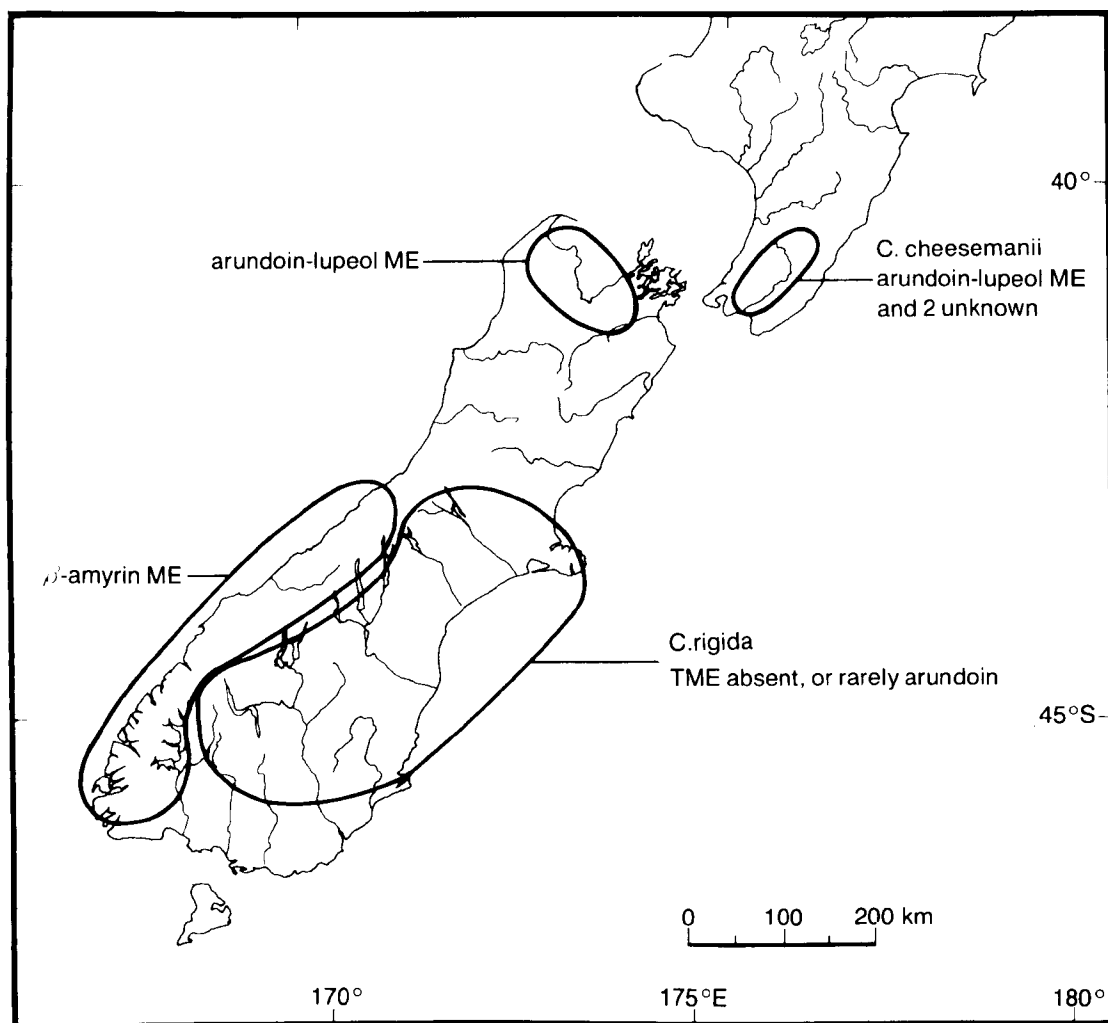 40°
arundoin-lupeol ME
C. cheesemanii
arundoin-lupeol ME
and 2 unknown
β-amyrin ME
C.rigida
TME absent, or rarely arundoin
45°S
0 100 200 km
170° 175°E 180°